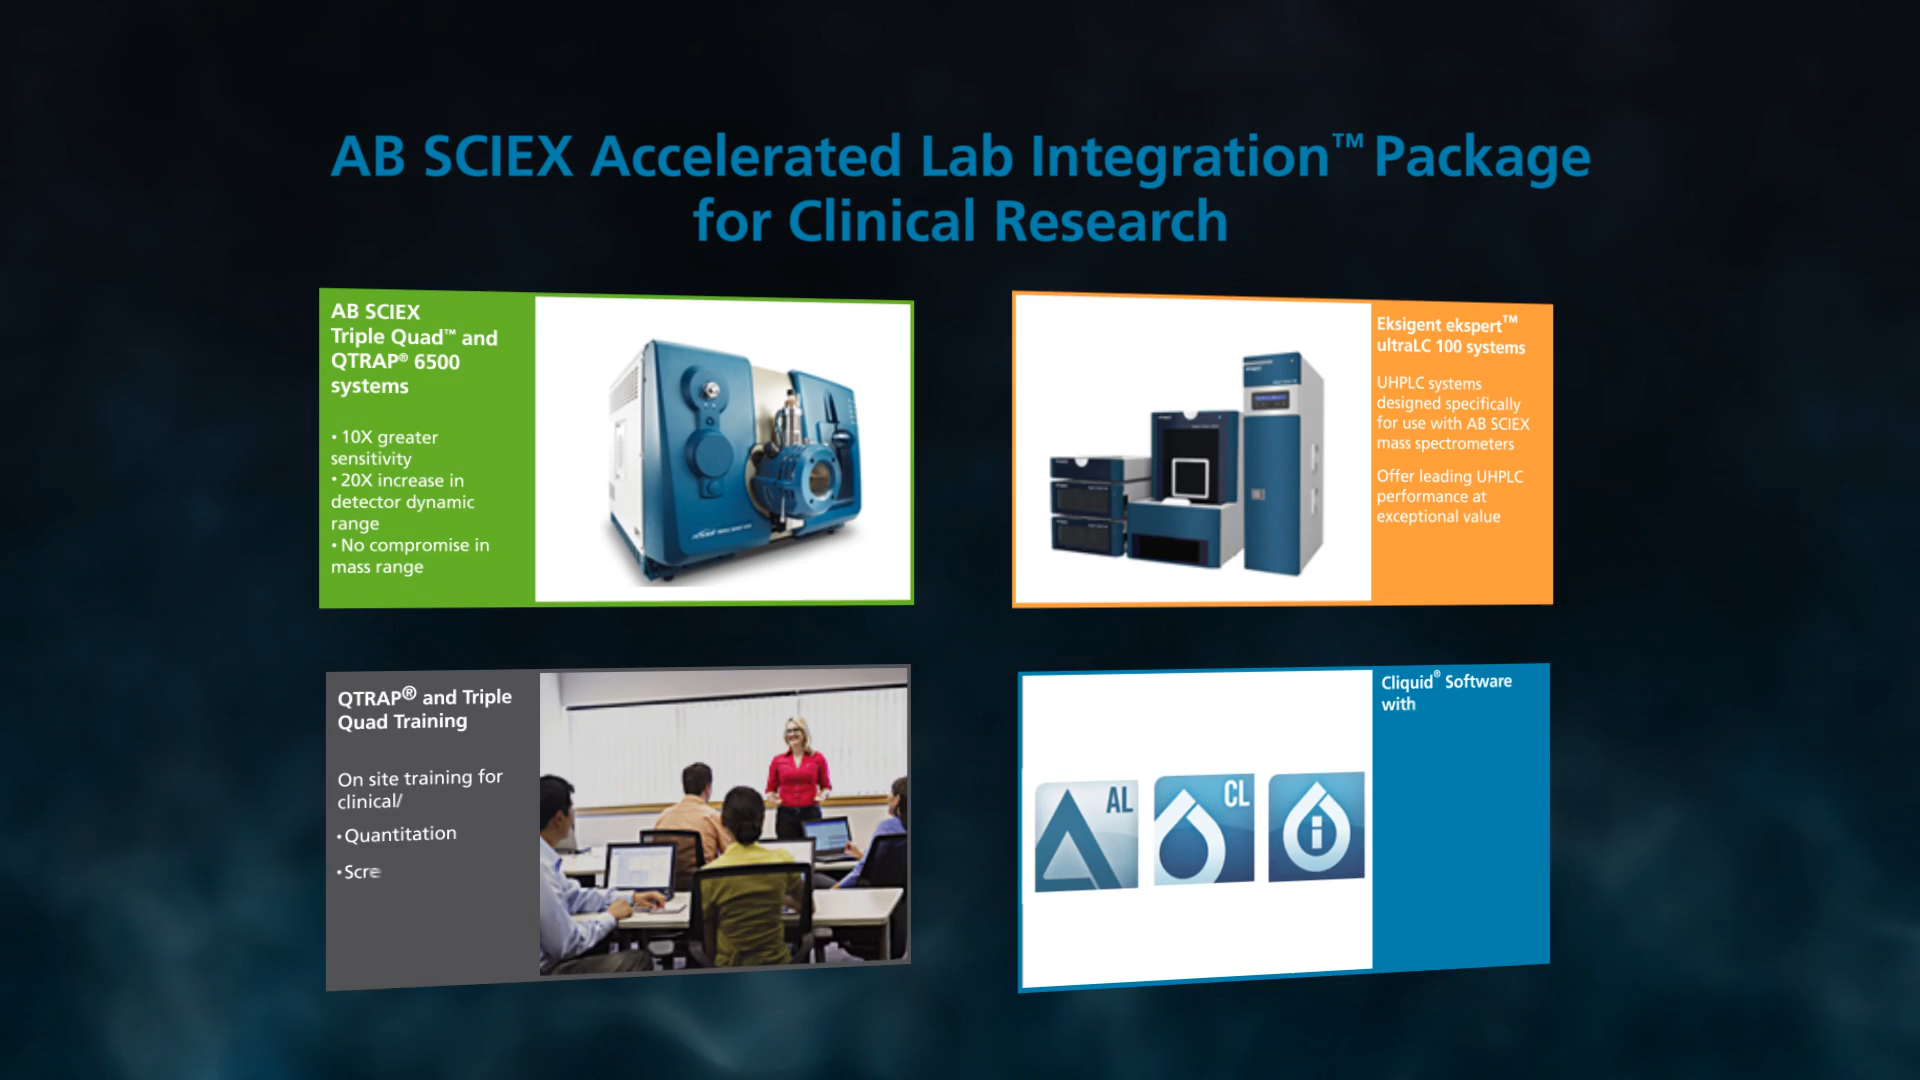 AB SCIEX Accelerated Lab Integration™ Package
for Clinical Research
AB SCIEX
Triple Quad™ and
QTRAP® 6500
systems
• 10X greater
sensitivity
• 20X increase in
detector dynamic
range
• No compromise in
mass range
Eksigent ekspert™
ultraLC 100 systems
UHPLC systems
designed specifically
for use with AB SCIEX
mass spectrometers
Offer leading UHPLC
performance at
exceptional value
QTRAP® and Triple
Quad Training
On site training for
clinical/
• Quantitation
• Scre
AL
CL
i
Cliquid® Software
with